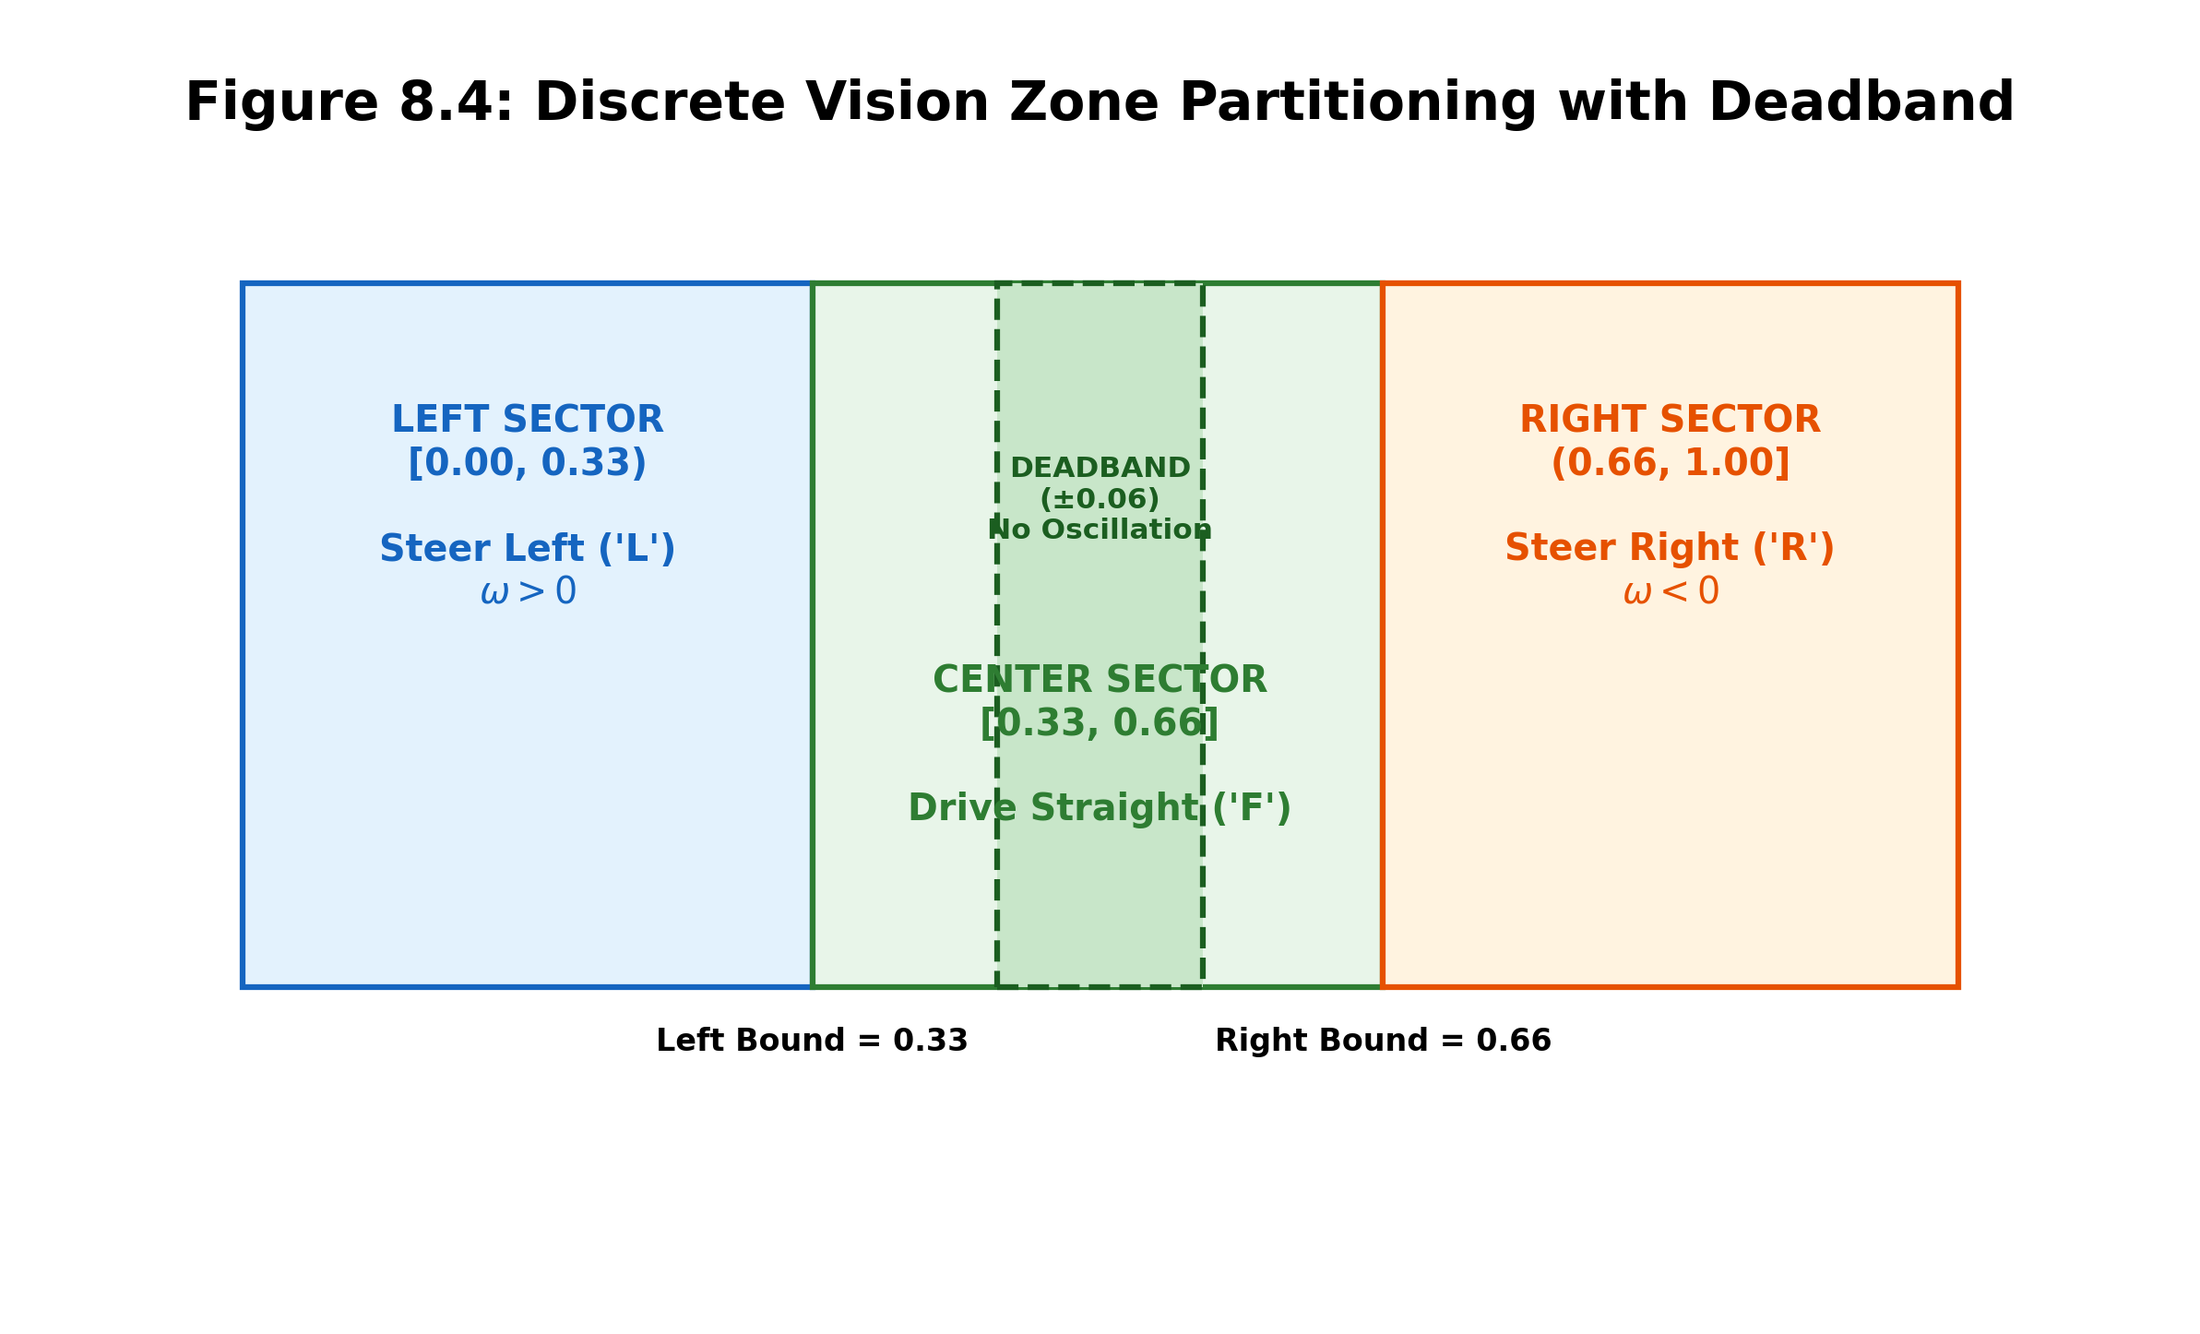 Figure 8.4: Discrete Vision Zone Partitioning with Deadband
LEFT SECTOR
[0.00, 0.33)
Steer Left ('L')
ω > 0
DEADBAND
(±0.06)
No Oscillation
CENTER SECTOR
[0.33, 0.66]
Drive Straight ('F')
RIGHT SECTOR
(0.66, 1.00]
Steer Right ('R')
ω < 0
Left Bound = 0.33
Right Bound = 0.66